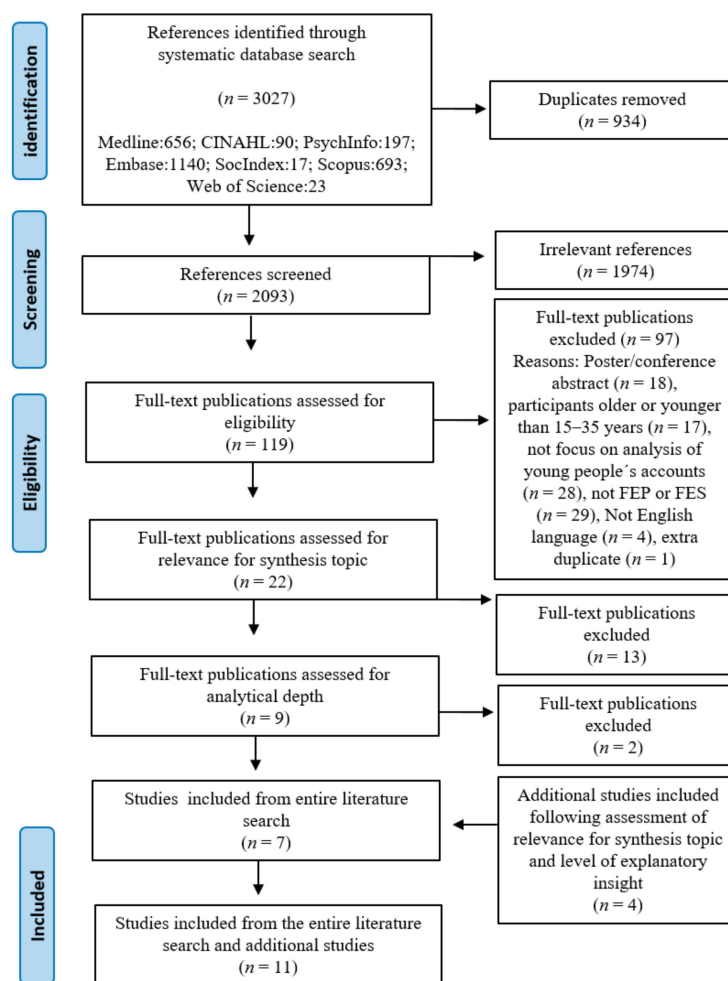 identification
References identified through
systematic database search
(n = 3027)
Medline:656; CINAHL:90; PsychInfo:197;
Embase:1140; SocIndex:17; Scopus:693;
Web of Science:23
Duplicates removed
(n = 934)
Screening
References screened
(n = 2093)
Irrelevant references
(n = 1974)
Eligibility
Full-text publications assessed for
eligibility
(n = 119)
Full-text publications
excluded (n = 97)
Reasons: Poster/conference
abstract (n = 18),
participants older or younger
than 15–35 years (n = 17),
not focus on analysis of
young people´s accounts
(n = 28), not FEP or FES
(n = 29), Not English
language (n = 4), extra
duplicate (n = 1)
Full-text publications assessed for
relevance for synthesis topic
(n = 22)
Full-text publications
excluded
(n = 13)
Full-text publications assessed for
analytical depth
(n = 9)
Full-text publications
excluded
(n = 2)
Included
Studies included from entire literature
search
(n = 7)
Additional studies included
following assessment of
relevance for synthesis topic
and level of explanatory
insight
(n = 4)
Studies included from the entire literature
search and additional studies
(n = 11)